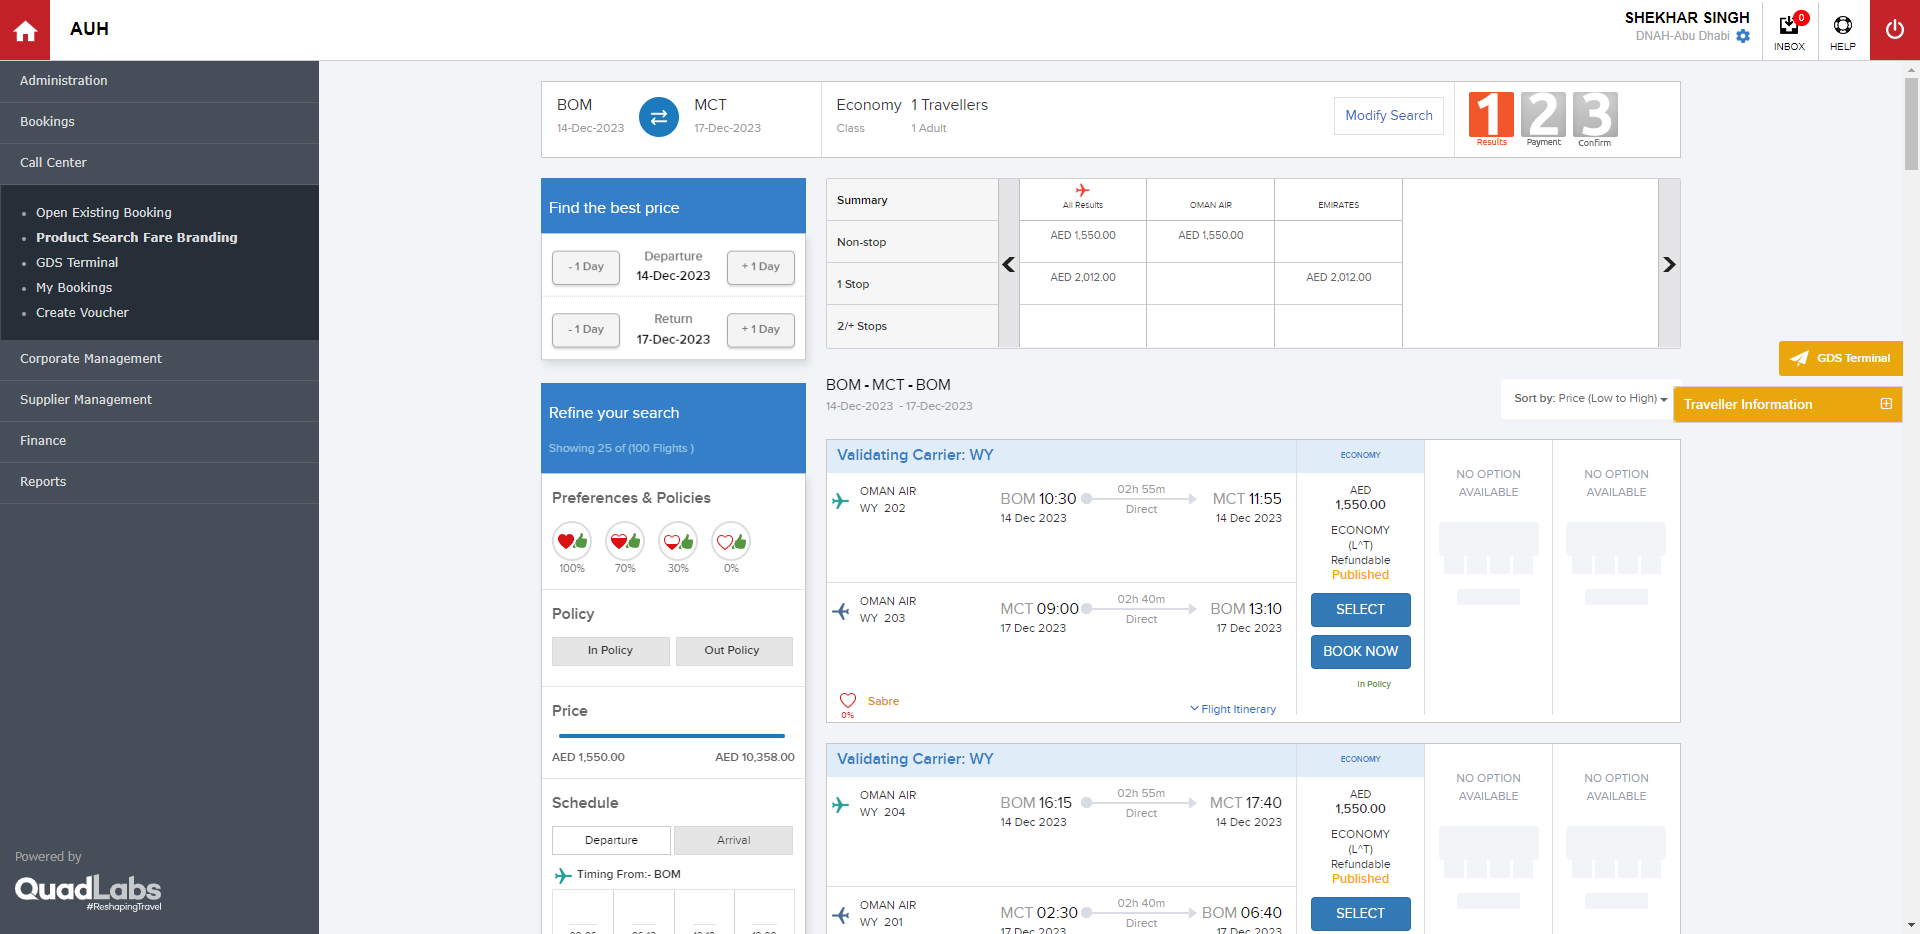 AUH
SHEKHAR SINGH
DNAH-Abu Dhabi
0
INBOX
HELP
Administration
Bookings
Call Center
Open Existing Booking
Product Search Fare Branding
GDS Terminal
My Bookings
Create Voucher
Corporate Management
Supplier Management
Finance
Reports
Powered by
QuadLabs
#ReshapingTravel
BOM
14-Dec-2023
MCT
17-Dec-2023
Economy 1 Travellers
Class 1 Adult
Modify Search
1 2 3
Results Payment Confirm
Find the best price
- 1 Day
Departure
14-Dec-2023
+ 1 Day
- 1 Day
Return
17-Dec-2023
+ 1 Day
Summary All Results OMAN AIR EMIRATES
Non-stop AED 1,550.00 AED 1,550.00
1 Stop AED 2,012.00 AED 2,012.00
2/+ Stops
GDS Terminal
Traveller Information
BOM - MCT - BOM
14-Dec-2023 - 17-Dec-2023
Sort by: Price (Low to High)
Refine your search
Showing 25 of (100 Flights )
Preferences & Policies
100% 70% 30% 0%
Policy
In Policy Out Policy
Price
AED 1,550.00 AED 10,358.00
Schedule
Departure Arrival
Timing From:- BOM
Validating Carrier: WY
ECONOMY
OMAN AIR
WY 202
BOM 10:30
14 Dec 2023
02h 55m
Direct
MCT 11:55
14 Dec 2023
OMAN AIR
WY 203
MCT 09:00
17 Dec 2023
02h 40m
Direct
BOM 13:10
17 Dec 2023
0%
Sabre
Flight Itinerary
AED
1,550.00
ECONOMY
(L^T)
Refundable
Published
SELECT
BOOK NOW
In Policy
NO OPTION
AVAILABLE
NO OPTION
AVAILABLE
Validating Carrier: WY
ECONOMY
OMAN AIR
WY 204
BOM 16:15
14 Dec 2023
02h 55m
Direct
MCT 17:40
14 Dec 2023
OMAN AIR
WY 201
MCT 02:30
17 Dec 2023
02h 40m
Direct
BOM 06:40
17 Dec 2023
AED
1,550.00
ECONOMY
(L^T)
Refundable
Published
SELECT
NO OPTION
AVAILABLE
NO OPTION
AVAILABLE